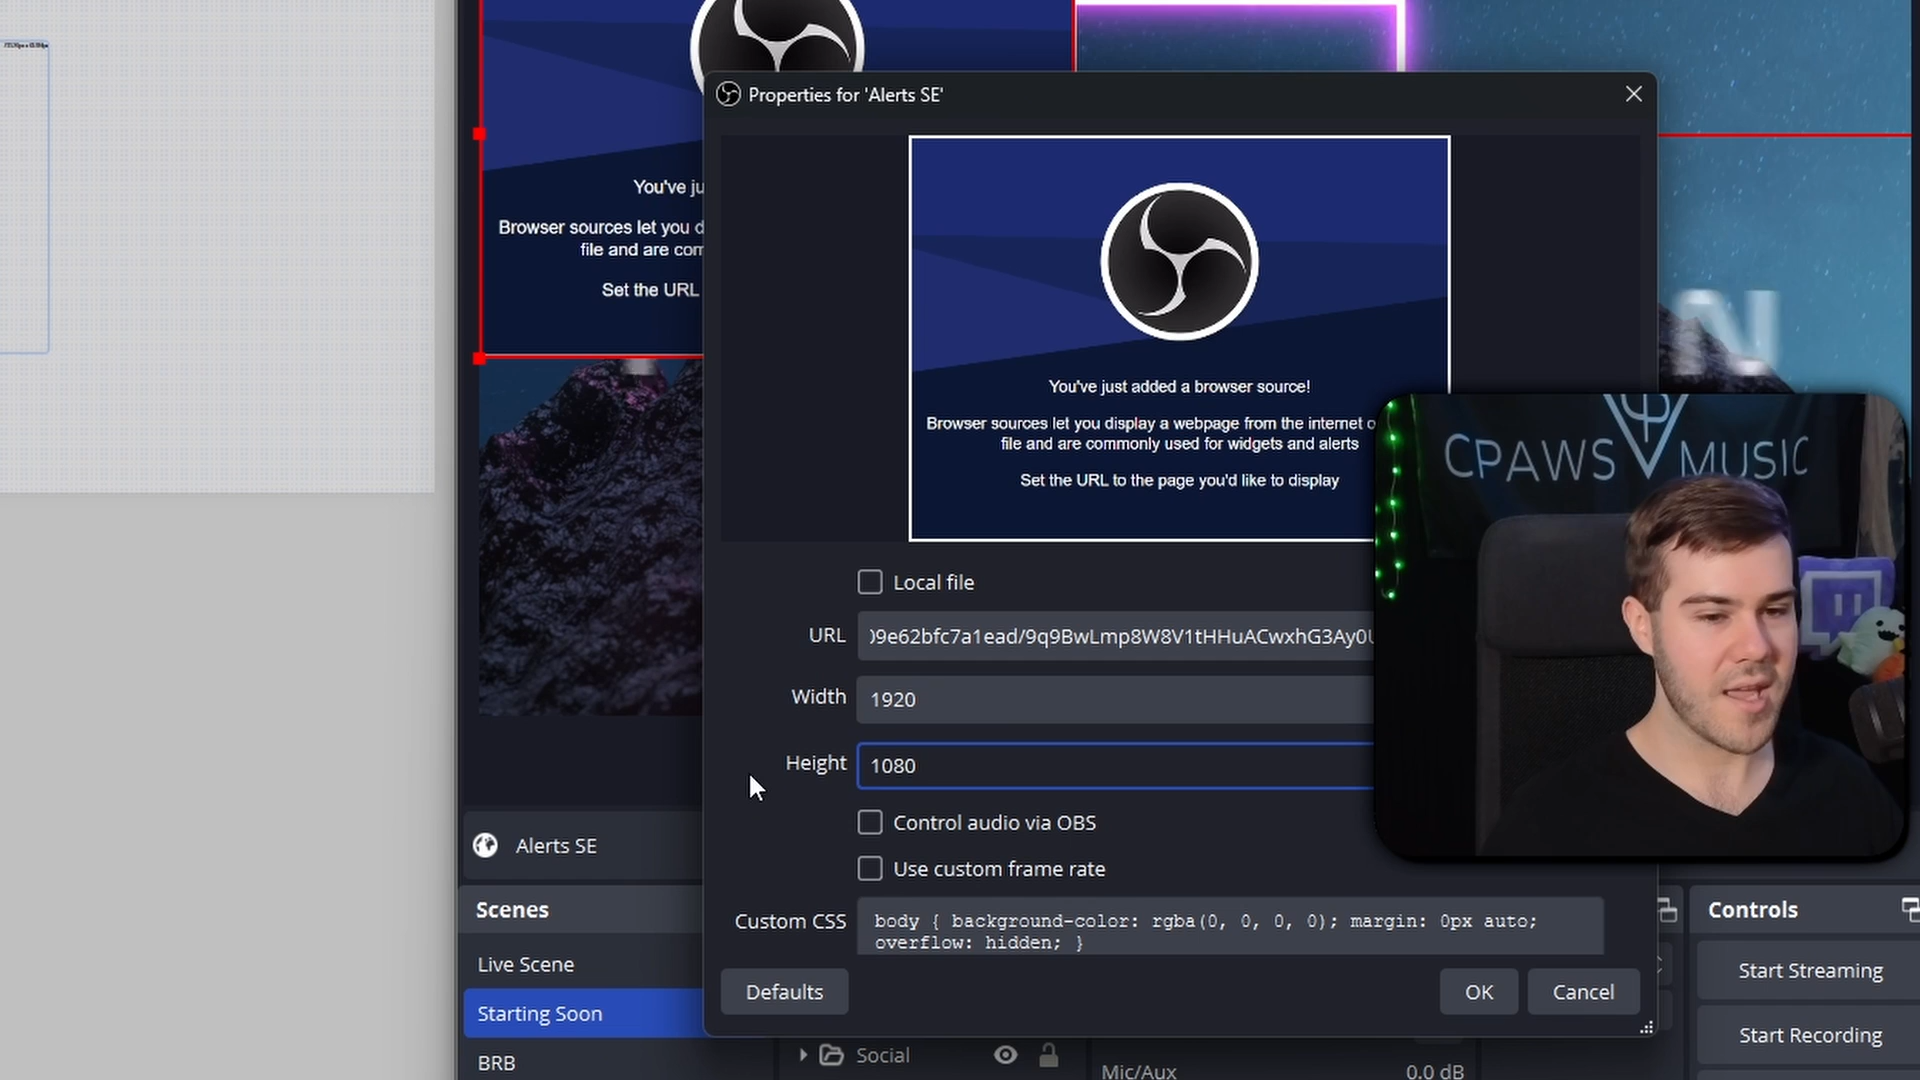 Properties for 'Alerts SE'
You've ju
Browser sources let you d
file and are com
Set the URL
You've just added a browser source!
Browser sources let you display a webpage from the internet o
file and are commonly used for widgets and alerts
Set the URL to the page you'd like to display
N
CPAWS MUSIC
Local file
URL
)9e62bfc7a1ead/9q9BwLmp8W8V1tHHuACwxhG3Ay0U
Width
1920
Height
1080
Control audio via OBS
Use custom frame rate
Custom CSS
body { background-color: rgba(0, 0, 0, 0); margin: 0px auto;
overflow: hidden; }
Defaults
OK
Cancel
Alerts SE
Scenes
Live Scene
Starting Soon
BRB
Social
Mic/Aux
0.0 dB
Controls
Start Streaming
Start Recording